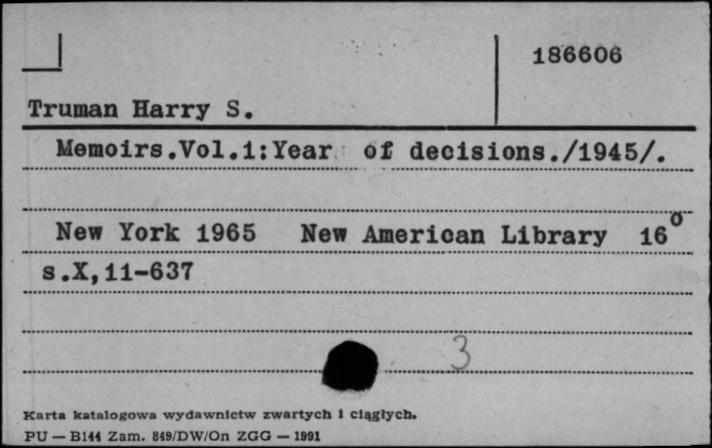 186606
Truman Harry S.
Memoirs.Vol.1:Year of decisions./1945/.
New York 1965 New American Library 16°
s.X,11-637
3
Karta katalogowa wydawnictw zwartych i ciągłych.
PU — B144 Zam. 849/DW/On ZGG — 1991